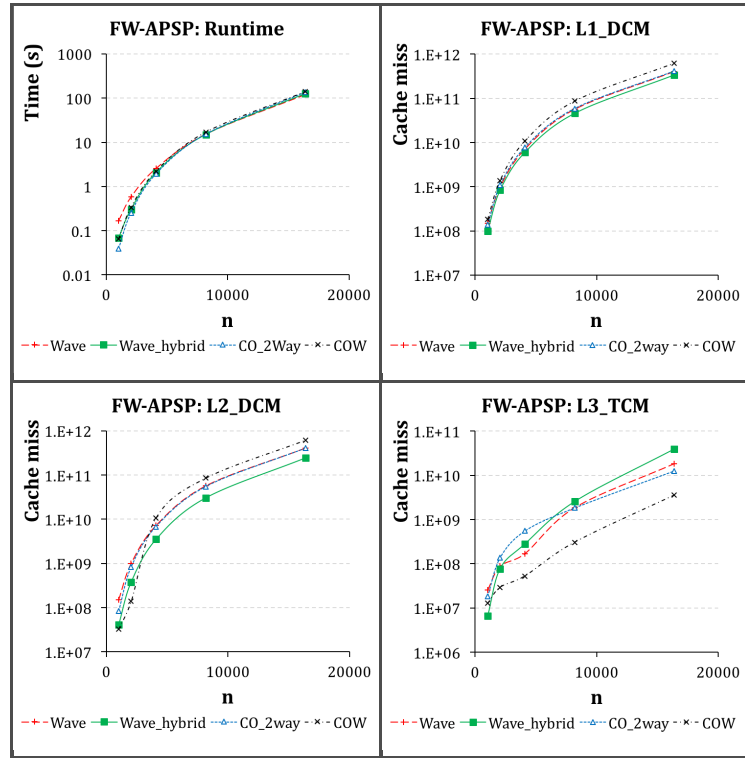 FW-APSP: Runtime
Time (s)
1000
100
10
1
0.1
0.01
0
10000
20000
n
Wave
Wave_hybrid
CO_2Way
COW
FW-APSP: L1_DCM
Cache miss
1.E+12
1.E+11
1.E+10
1.E+09
1.E+08
1.E+07
0
10000
20000
n
Wave
Wave_hybrid
CO_2way
COW
FW-APSP: L2_DCM
Cache miss
1.E+12
1.E+11
1.E+10
1.E+09
1.E+08
1.E+07
0
10000
20000
n
Wave
Wave_hybrid
CO_2way
COW
FW-APSP: L3_TCM
Cache miss
1.E+11
1.E+10
1.E+09
1.E+08
1.E+07
1.E+06
0
10000
20000
n
Wave
Wave_hybrid
CO_2way
COW